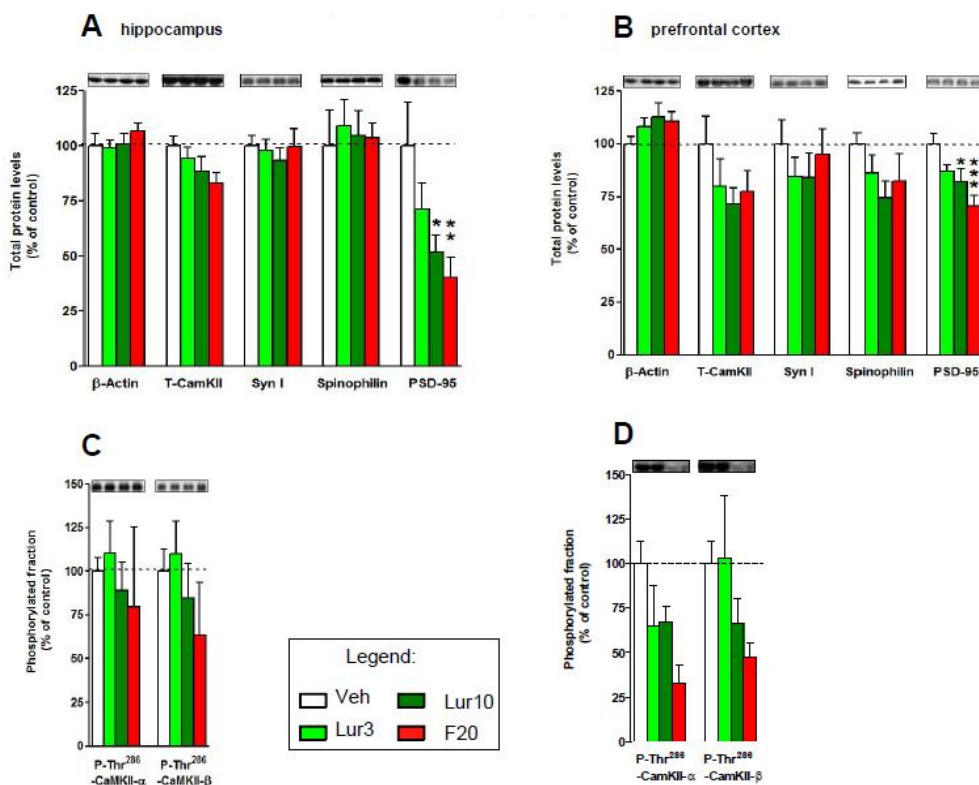 A hippocampus
Total protein levels
(% of control)
125
100
75
50
25
0
*
*
*
β-Actin T-CamKII Syn I Spinophilin PSD-95
B prefrontal cortex
Total protein levels
(% of control)
125
100
75
50
25
0
*
*
*
*
β-Actin T-CamKII Syn I Spinophilin PSD-95
C
Phosphorylated fraction
(% of control)
150
125
100
75
50
25
0
P-Thr²⁸⁶ P-Thr²⁸⁶
-CaMKII-α -CaMKII-β
Legend:
Veh Lur10
Lur3 F20
D
Phosphorylated fraction
(% of control)
150
125
100
75
50
25
0
P-Thr²⁸⁶ P-Thr²⁸⁶
-CamKII-α -CamKII-β